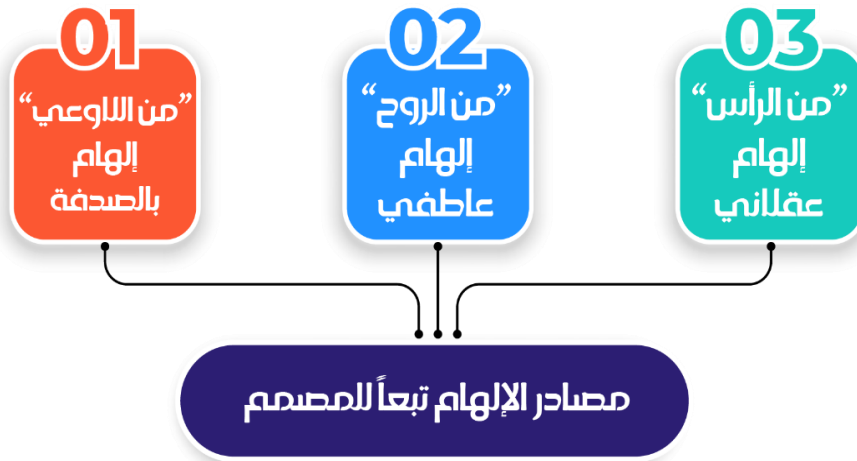 01
“من اللاوعي”
إلهام
بالصدفة
02
“من الروح”
إلهام
عاطفي
03
“من الرأس”
إلهام
عقلاني
مصادر الإلهام تبعاً للمصمم